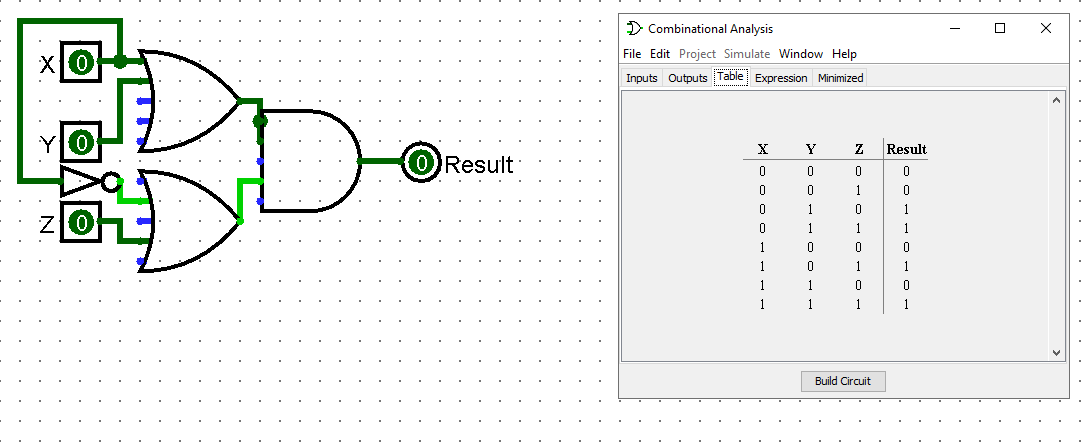 X 0
Y 0
Z 0
0 Result
Combinational Analysis
File Edit Project Simulate Window Help
Inputs Outputs Table Expression Minimized
X Y Z Result
0 0 0 0
0 0 1 0
0 1 0 1
0 1 1 1
1 0 0 0
1 0 1 1
1 1 0 0
1 1 1 1
Build Circuit